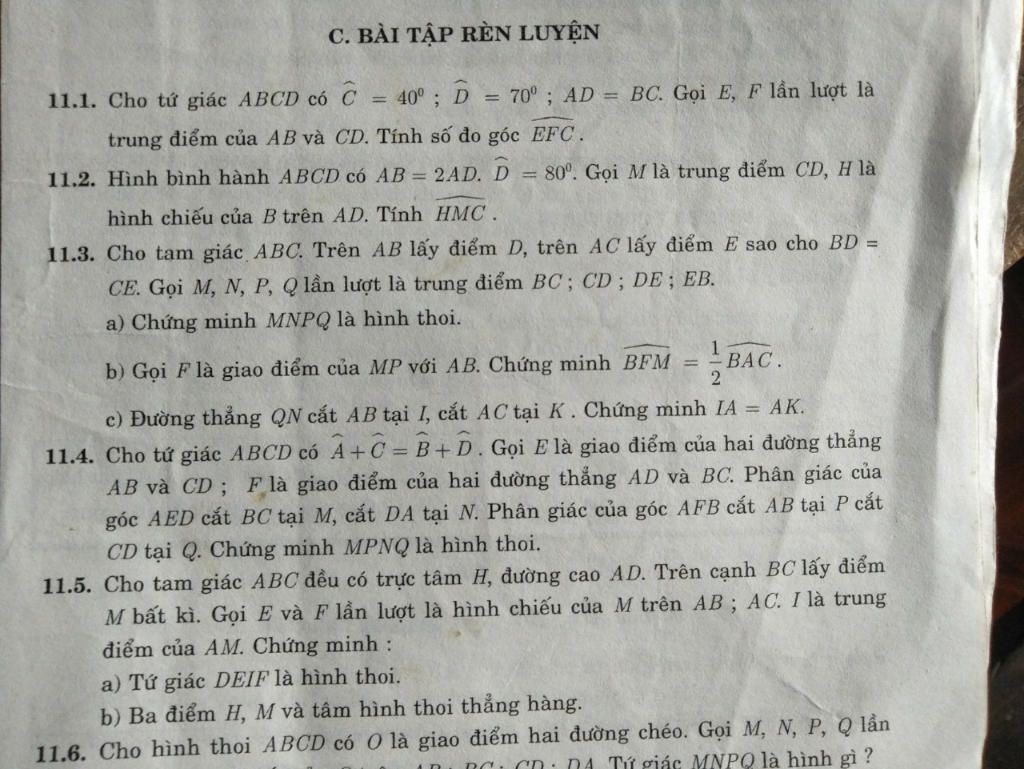 C. BÀI TẬP RÈN LUYỆN
11.1. Cho tứ giác ABCD có Ĉ = 40⁰ ; D̂ = 70⁰ ; AD = BC. Gọi E, F lần lượt là
trung điểm của AB và CD. Tính số đo góc \widehat{EFC} .
11.2. Hình bình hành ABCD có AB = 2AD. D̂ = 80⁰. Gọi M là trung điểm CD, H là
hình chiếu của B trên AD. Tính \widehat{HMC} .
11.3. Cho tam giác ABC. Trên AB lấy điểm D, trên AC lấy điểm E sao cho BD =
CE. Gọi M, N, P, Q lần lượt là trung điểm BC ; CD ; DE ; EB.
a) Chứng minh MNPQ là hình thoi.
b) Gọi F là giao điểm của MP với AB. Chứng minh \widehat{BFM} = \frac{1}{2}\widehat{BAC} .
c) Đường thẳng QN cắt AB tại I, cắt AC tại K . Chứng minh IA = AK.
11.4. Cho tứ giác ABCD có Â + Ĉ = B̂ + D̂ . Gọi E là giao điểm của hai đường thẳng
AB và CD ; F là giao điểm của hai đường thẳng AD và BC. Phân giác của
góc AED cắt BC tại M, cắt DA tại N. Phân giác của góc AFB cắt AB tại P cắt
CD tại Q. Chứng minh MPNQ là hình thoi.
11.5. Cho tam giác ABC đều có trực tâm H, đường cao AD. Trên cạnh BC lấy điểm
M bất kì. Gọi E và F lần lượt là hình chiếu của M trên AB ; AC. I là trung
điểm của AM. Chứng minh :
a) Tứ giác DEIF là hình thoi.
b) Ba điểm H, M và tâm hình thoi thẳng hàng.
11.6. Cho hình thoi ABCD có O là giao điểm hai đường chéo. Gọi M, N, P, Q lần
AB ; BC ; CD ; DA. Tứ giác MNPQ là hình gì ?